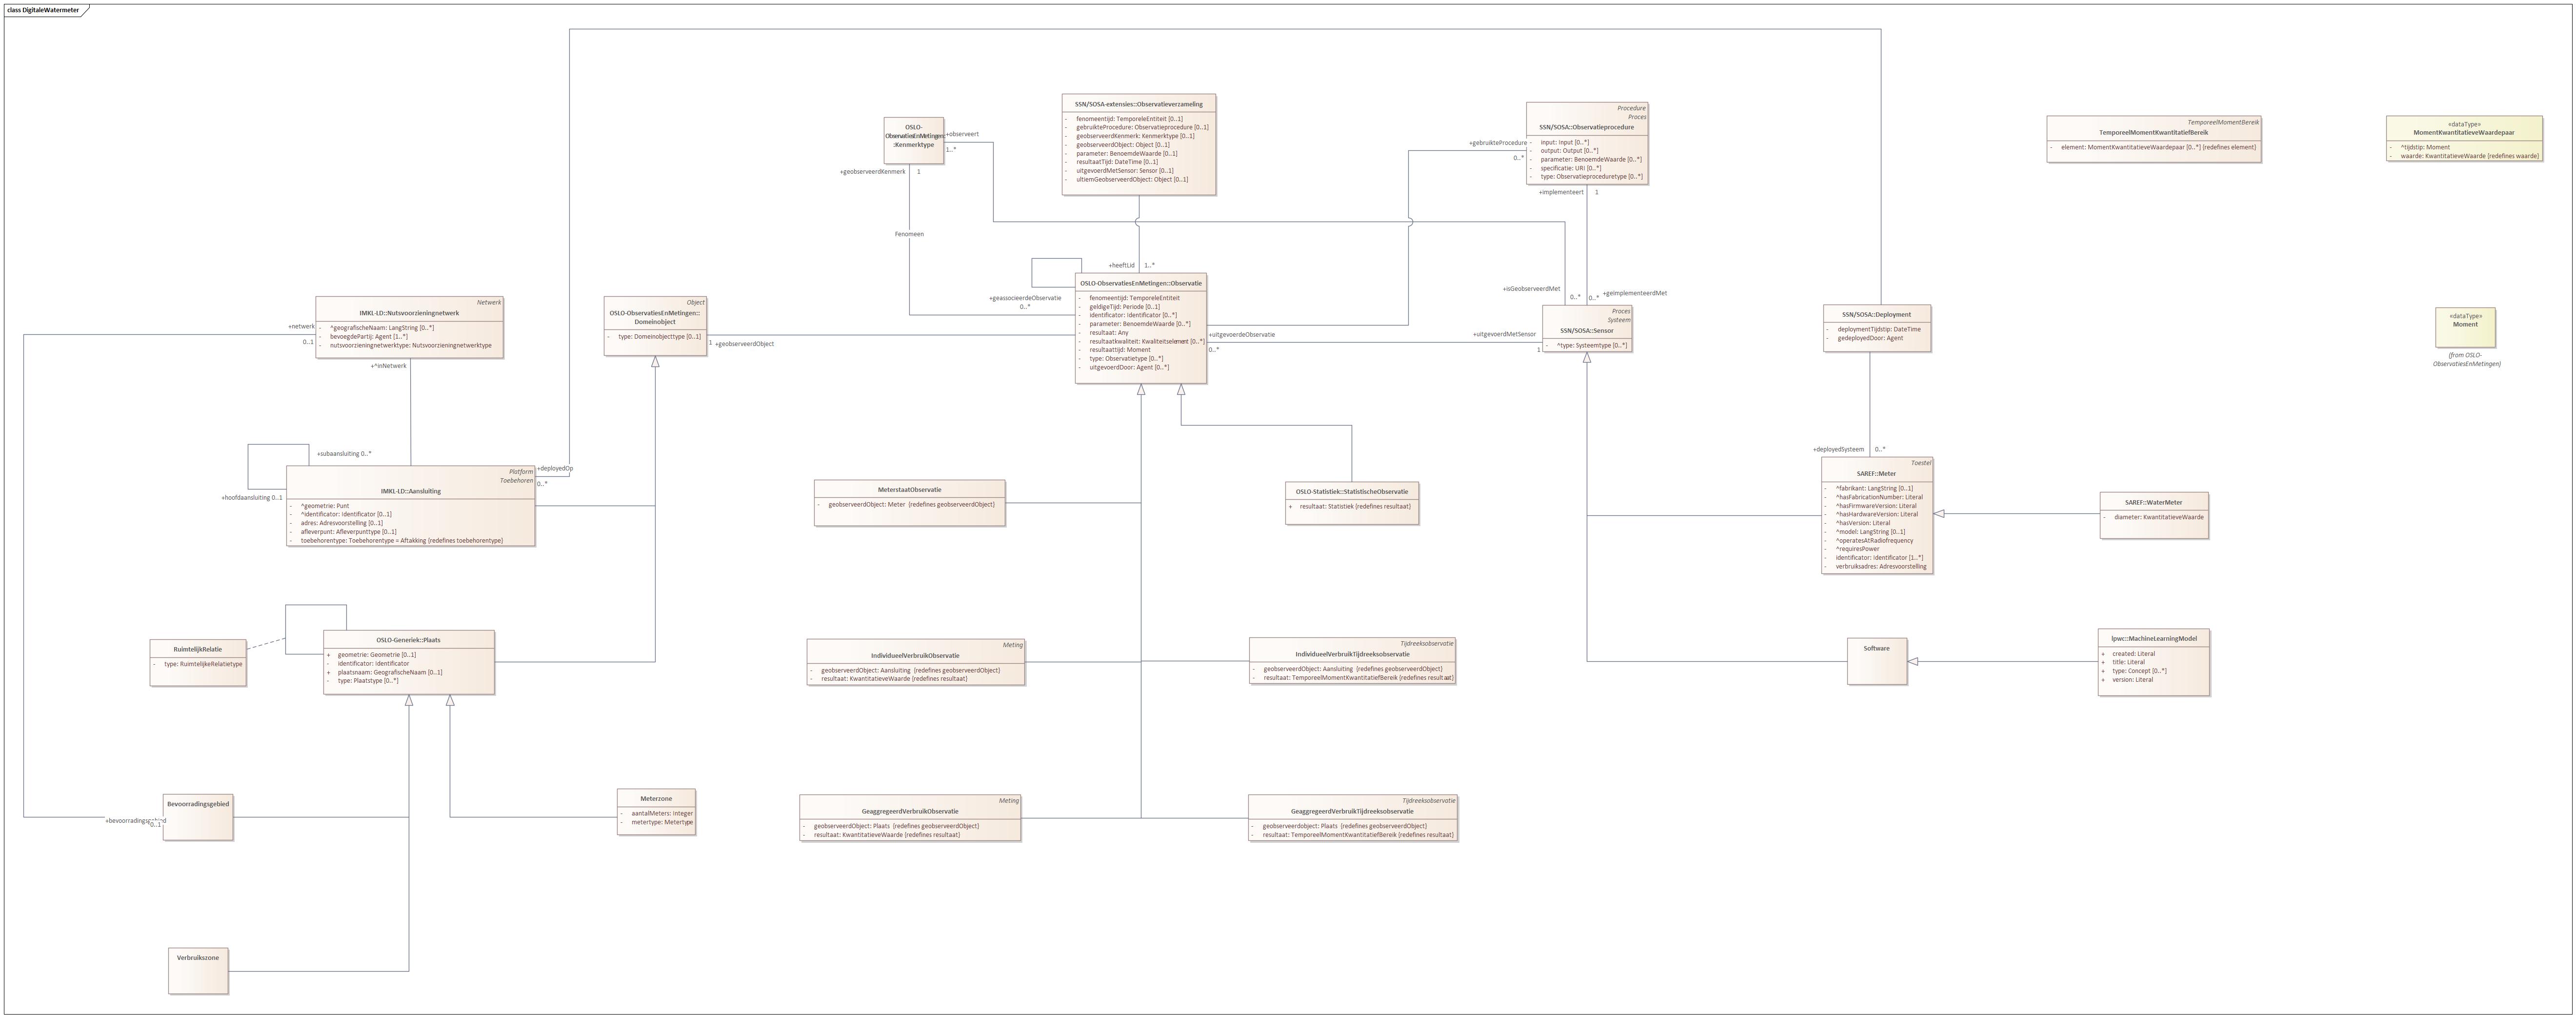 class DigitaleWatermeter
OSLO-
:Kenmerktype
+observeert
1..*
+geobserveerdKenmerk
1
Fenomeen
SSN/SOSA-extensies::Observatieverzameling
- fenomeentijd: TemporeleEntiteit [0..1]
- gebruikteProcedure: Observatieprocedure [0..1]
- geobserveerdKenmerk: Kenmerktype [0..1]
- geobserveerdObject: Object [0..1]
- parameter: BenoemdeWaarde [0..1]
- resultaatTijd: DateTime [0..1]
- uitgevoerdMetSensor: Sensor [0..1]
- ultiemGeobserveerdObject: Object [0..1]
Procedure
Proces
SSN/SOSA::Observatieprocedure
- input: Input [0..*]
- output: Output [0..*]
- parameter: BenoemdeWaarde [0..*]
- specificatie: URI [0..*]
- type: Observatieproceduretype [0..*]
+gebruikteProcedure
0..*
+implementeert
1
TemporeelMomentBereik
TemporeelMomentKwantitatiefBereik
- element: MomentKwantitatieveWaardepaar [0..*] {redefines element}
«dataType»
MomentKwantitatieveWaardepaar
- ^tijdstip: Moment
- waarde: KwantitatieveWaarde {redefines waarde}
«dataType»
Moment
(from OSLO-
ObservatiesEnMetingen)
Netwerk
IMKL-LD::Nutsvoorzieningnetwerk
- ^geografischeNaam: LangString [0..*]
- bevoegdePartij: Agent [1..*]
- nutsvoorzieningnetwerktype: Nutsvoorzieningnetwerktype
+netwerk
0..1
+^inNetwerk
Object
OSLO-ObservatiesEnMetingen::
Domeinobject
- type: Domeinobjecttype [0..1]
1
+geobserveerdObject
+heeftLid
1..*
+geassocieerdeObservatie
0..*
OSLO-ObservatiesEnMetingen::Observatie
- fenomeentijd: TemporeleEntiteit
- geldigeTijd: Periode [0..1]
- identificator: Identificator [0..*]
- parameter: BenoemdeWaarde [0..*]
- resultaat: Any
- resultaatkwaliteit: Kwaliteitselement [0..*]
- resultaattijd: Moment
- type: Observatietype [0..*]
- uitgevoerdDoor: Agent [0..*]
+uitgevoerdeObservatie
0..*
+uitgevoerdMetSensor
1
+isGeobserveerdMet
0..*
0..*
+geïmplementeerdMet
Proces
Systeem
SSN/SOSA::Sensor
- ^type: Systeemtype [0..*]
SSN/SOSA::Deployment
- deploymentTijdstip: DateTime
- gedeployedDoor: Agent
+deployedSysteem
0..*
+subaansluiting 0..*
+hoofdaansluiting 0..1
Platform
Toebehoren
IMKL-LD::Aansluiting
- ^geometrie: Punt
- ^identificator: Identificator [0..1]
- adres: Adresvoorstelling [0..1]
- afleverpunt: Afleverpunttype [0..1]
- toebehorentype: Toebehorentype = Aftakking {redefines toebehorentype}
+deployedOp
0..*
MeterstaatObservatie
- geobserveerdObject: Meter {redefines geobserveerdObject}
OSLO-Statistiek::StatistischeObservatie
+ resultaat: Statistiek {redefines resultaat}
Toestel
SAREF::Meter
- ^fabrikant: LangString [0..1]
- ^hasFabricationNumber: Literal
- ^hasFirmwareVersion: Literal
- ^hasHardwareVersion: Literal
- ^hasVersion: Literal
- ^model: LangString [0..1]
- ^operatesAtRadiofrequency
- ^requiresPower
- identificator: Identificator [1..*]
- verbruiksadres: Adresvoorstelling
SAREF::WaterMeter
- diameter: KwantitatieveWaarde
RuimtelijkRelatie
- type: RuimtelijkeRelatietype
OSLO-Generiek::Plaats
+ geometrie: Geometrie [0..1]
- identificator: Identificator
+ plaatsnaam: GeografischeNaam [0..1]
- type: Plaatstype [0..*]
Meting
IndividueelVerbruikObservatie
- geobserveerdObject: Aansluiting {redefines geobserveerdObject}
- resultaat: KwantitatieveWaarde {redefines resultaat}
Tijdreeksobservatie
IndividueelVerbruikTijdreeksobservatie
- geobserveerdObject: Aansluiting {redefines geobserveerdObject}
- resultaat: TemporeelMomentKwantitatiefBereik {redefines resultaat}
Software
lpwc::MachineLearningModel
+ created: Literal
+ title: Literal
+ type: Concept [0..*]
+ version: Literal
Bevoorradingsgebied
0..1
Meterzone
- aantalMeters: Integer
- metertype: Metertype
Meting
GeaggregeerdVerbruikObservatie
- geobserveerdObject: Plaats {redefines geobserveerdObject}
- resultaat: KwantitatieveWaarde {redefines resultaat}
Tijdreeksobservatie
GeaggregeerdVerbruikTijdreeksobservatie
- geobserveerdobject: Plaats {redefines geobserveerdObject}
- resultaat: TemporeelMomentKwantitatiefBereik {redefines resultaat}
Verbruikszone